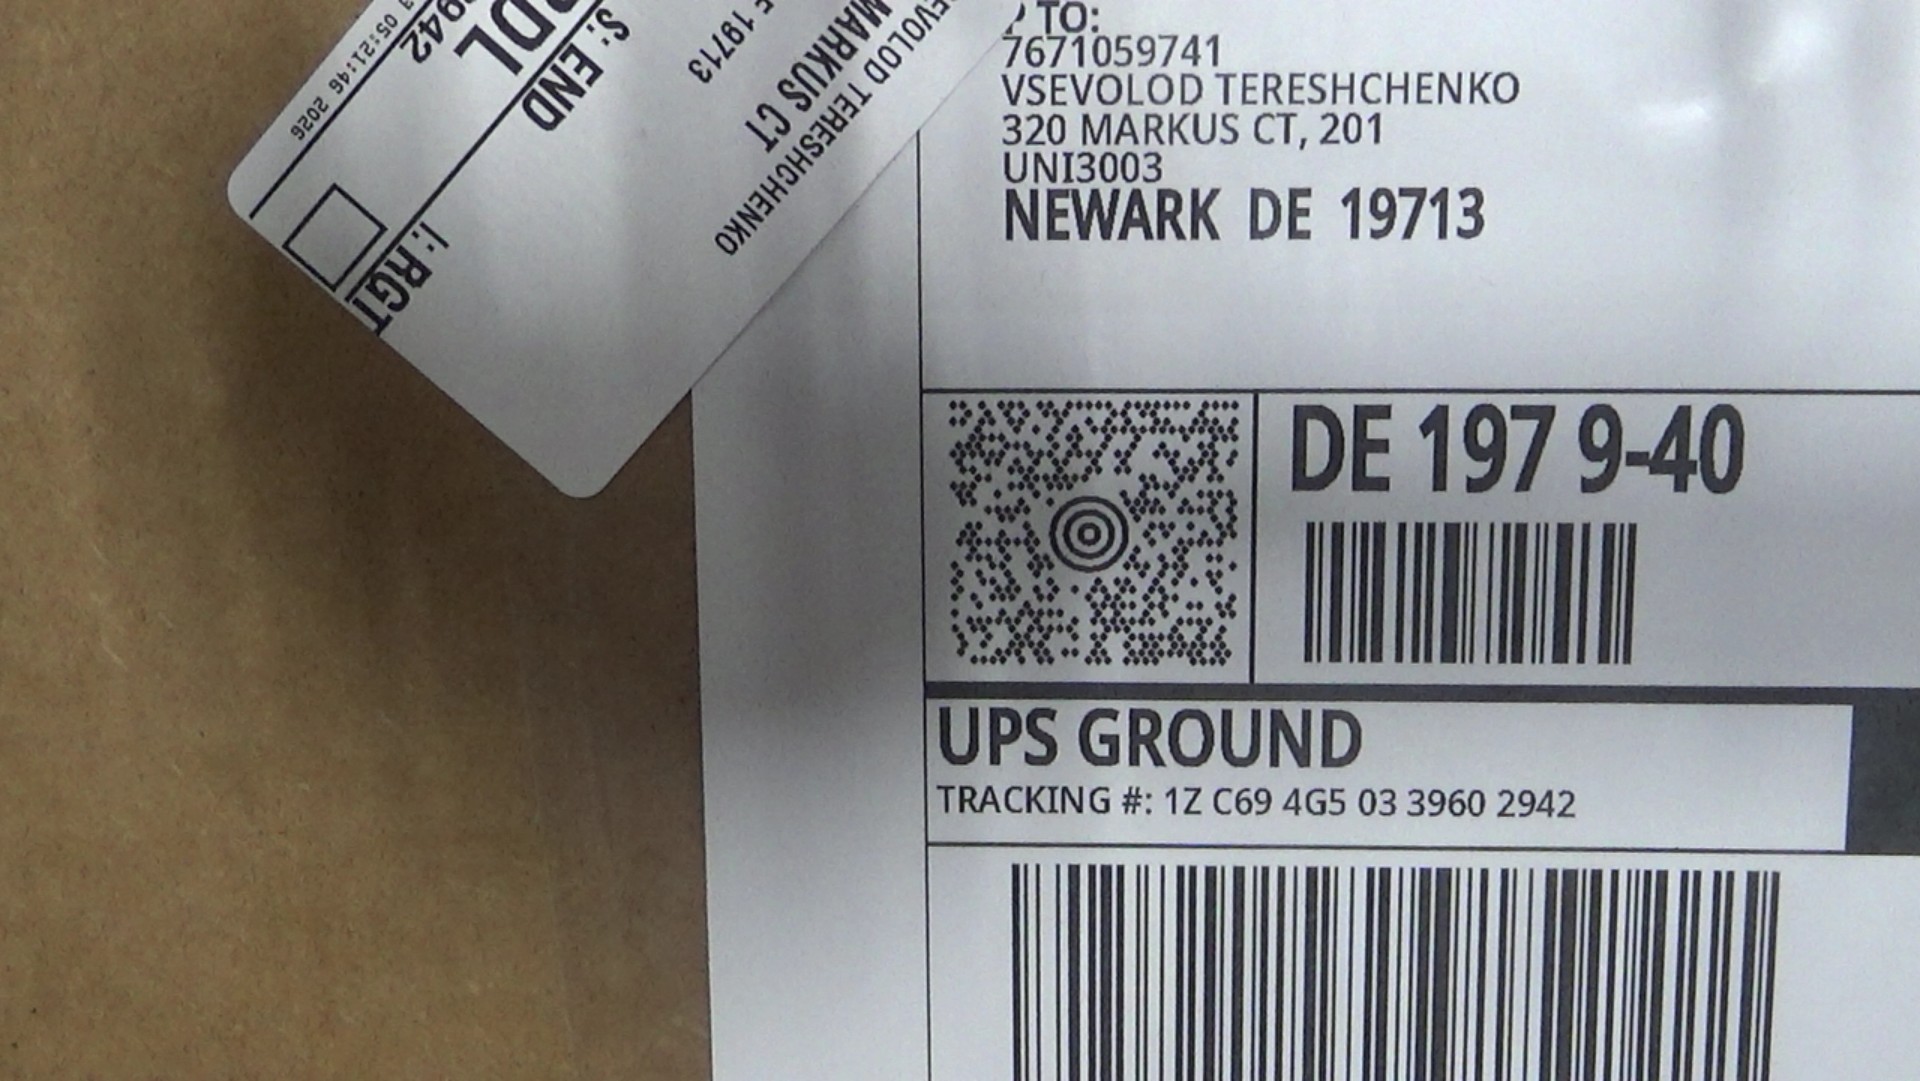 TO:
7671059741
VSEVOLOD TERESHCHENKO
320 MARKUS CT, 201
UNI3003
NEWARK DE 19713
DE 197 9-40
UPS GROUND
TRACKING #: 1Z C69 4G5 03 3960 2942
EVOLOD TERESHCHENKO
MARKUS CT
E 19713
S: END
I: RGT
DL
942
05:21:46 2026